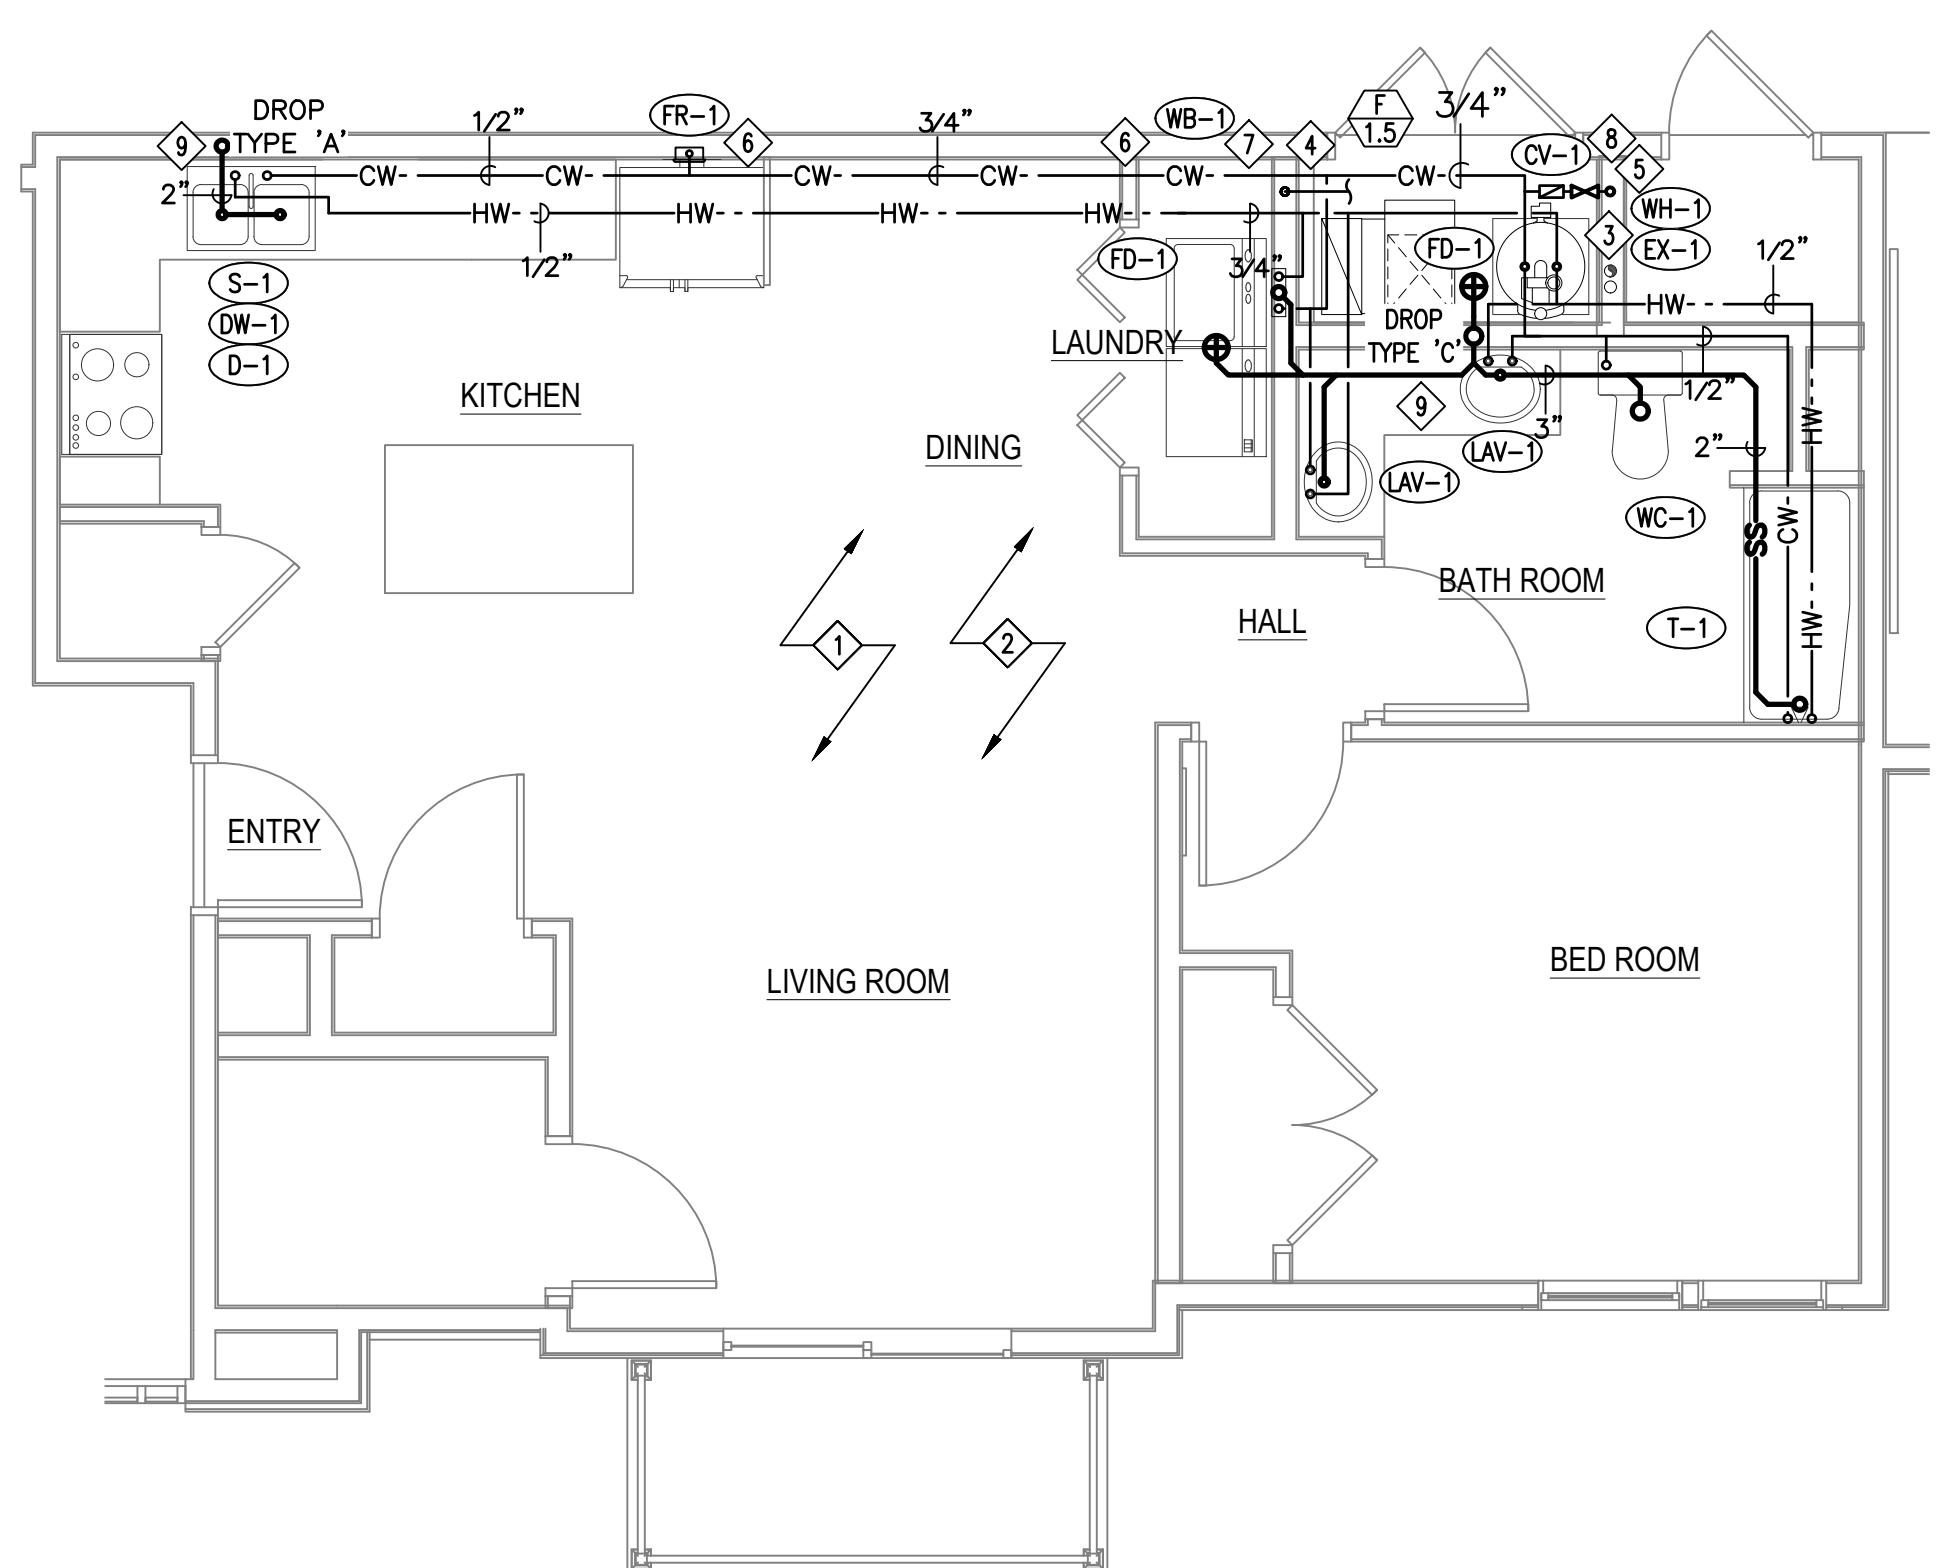 DROP
TYPE 'A'
9
1/2"
FR-1
6
3/4"
6
WB-1
7
4
F
1.5
3/4"
CV-1
8
5
CW-
CW-
CW-
CW-
CW-
CW-
2"
HW-
HW-
HW-
HW-
1/2"
3/4"
FD-1
FD-1
WH-1
3
EX-1
1/2"
HW-
S-1
DW-1
D-1
DROP
TYPE 'C'
LAUNDRY
KITCHEN
DINING
9
3"
LAV-1
LAV-1
1/2"
2"
HW-
WC-1
SS
CW-
HW-
BATH ROOM
T-1
HALL
1
2
ENTRY
LIVING ROOM
BED ROOM